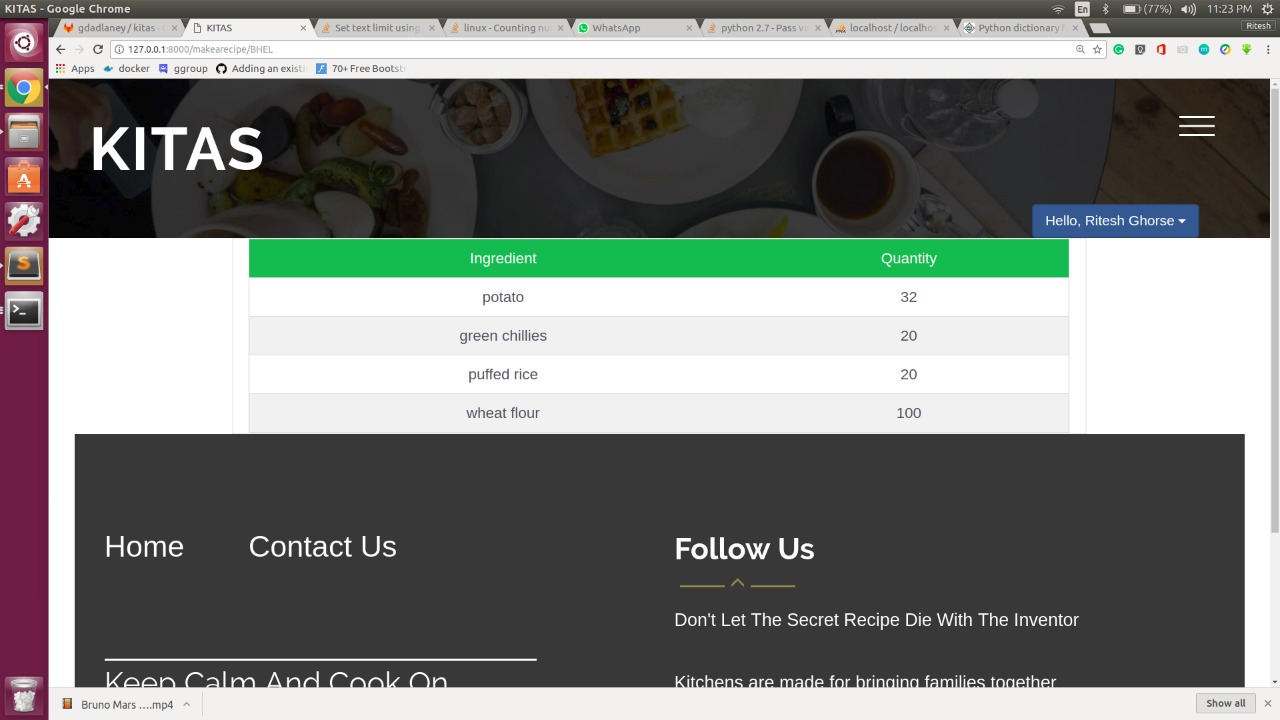 KITAS - Google Chrome
En (77%) 11:23 PM
gdadlaney / kitas - KITAS Set text limit using linux - Counting nu WhatsApp python 2.7 - Pass localhost / localho Python dictionary Ritesh
127.0.0.1:8000/makearecipe/BHEL
Apps docker ggroup Adding an existi 70+ Free Bootst
KITAS
Hello, Ritesh Ghorse
Ingredient Quantity
potato 32
green chillies 20
puffed rice 20
wheat flour 100
Home Contact Us Follow Us
Don't Let The Secret Recipe Die With The Inventor
Keep Calm And Cook On Kitchens are made for bringing families together
Bruno Mars ....mp4 Show all